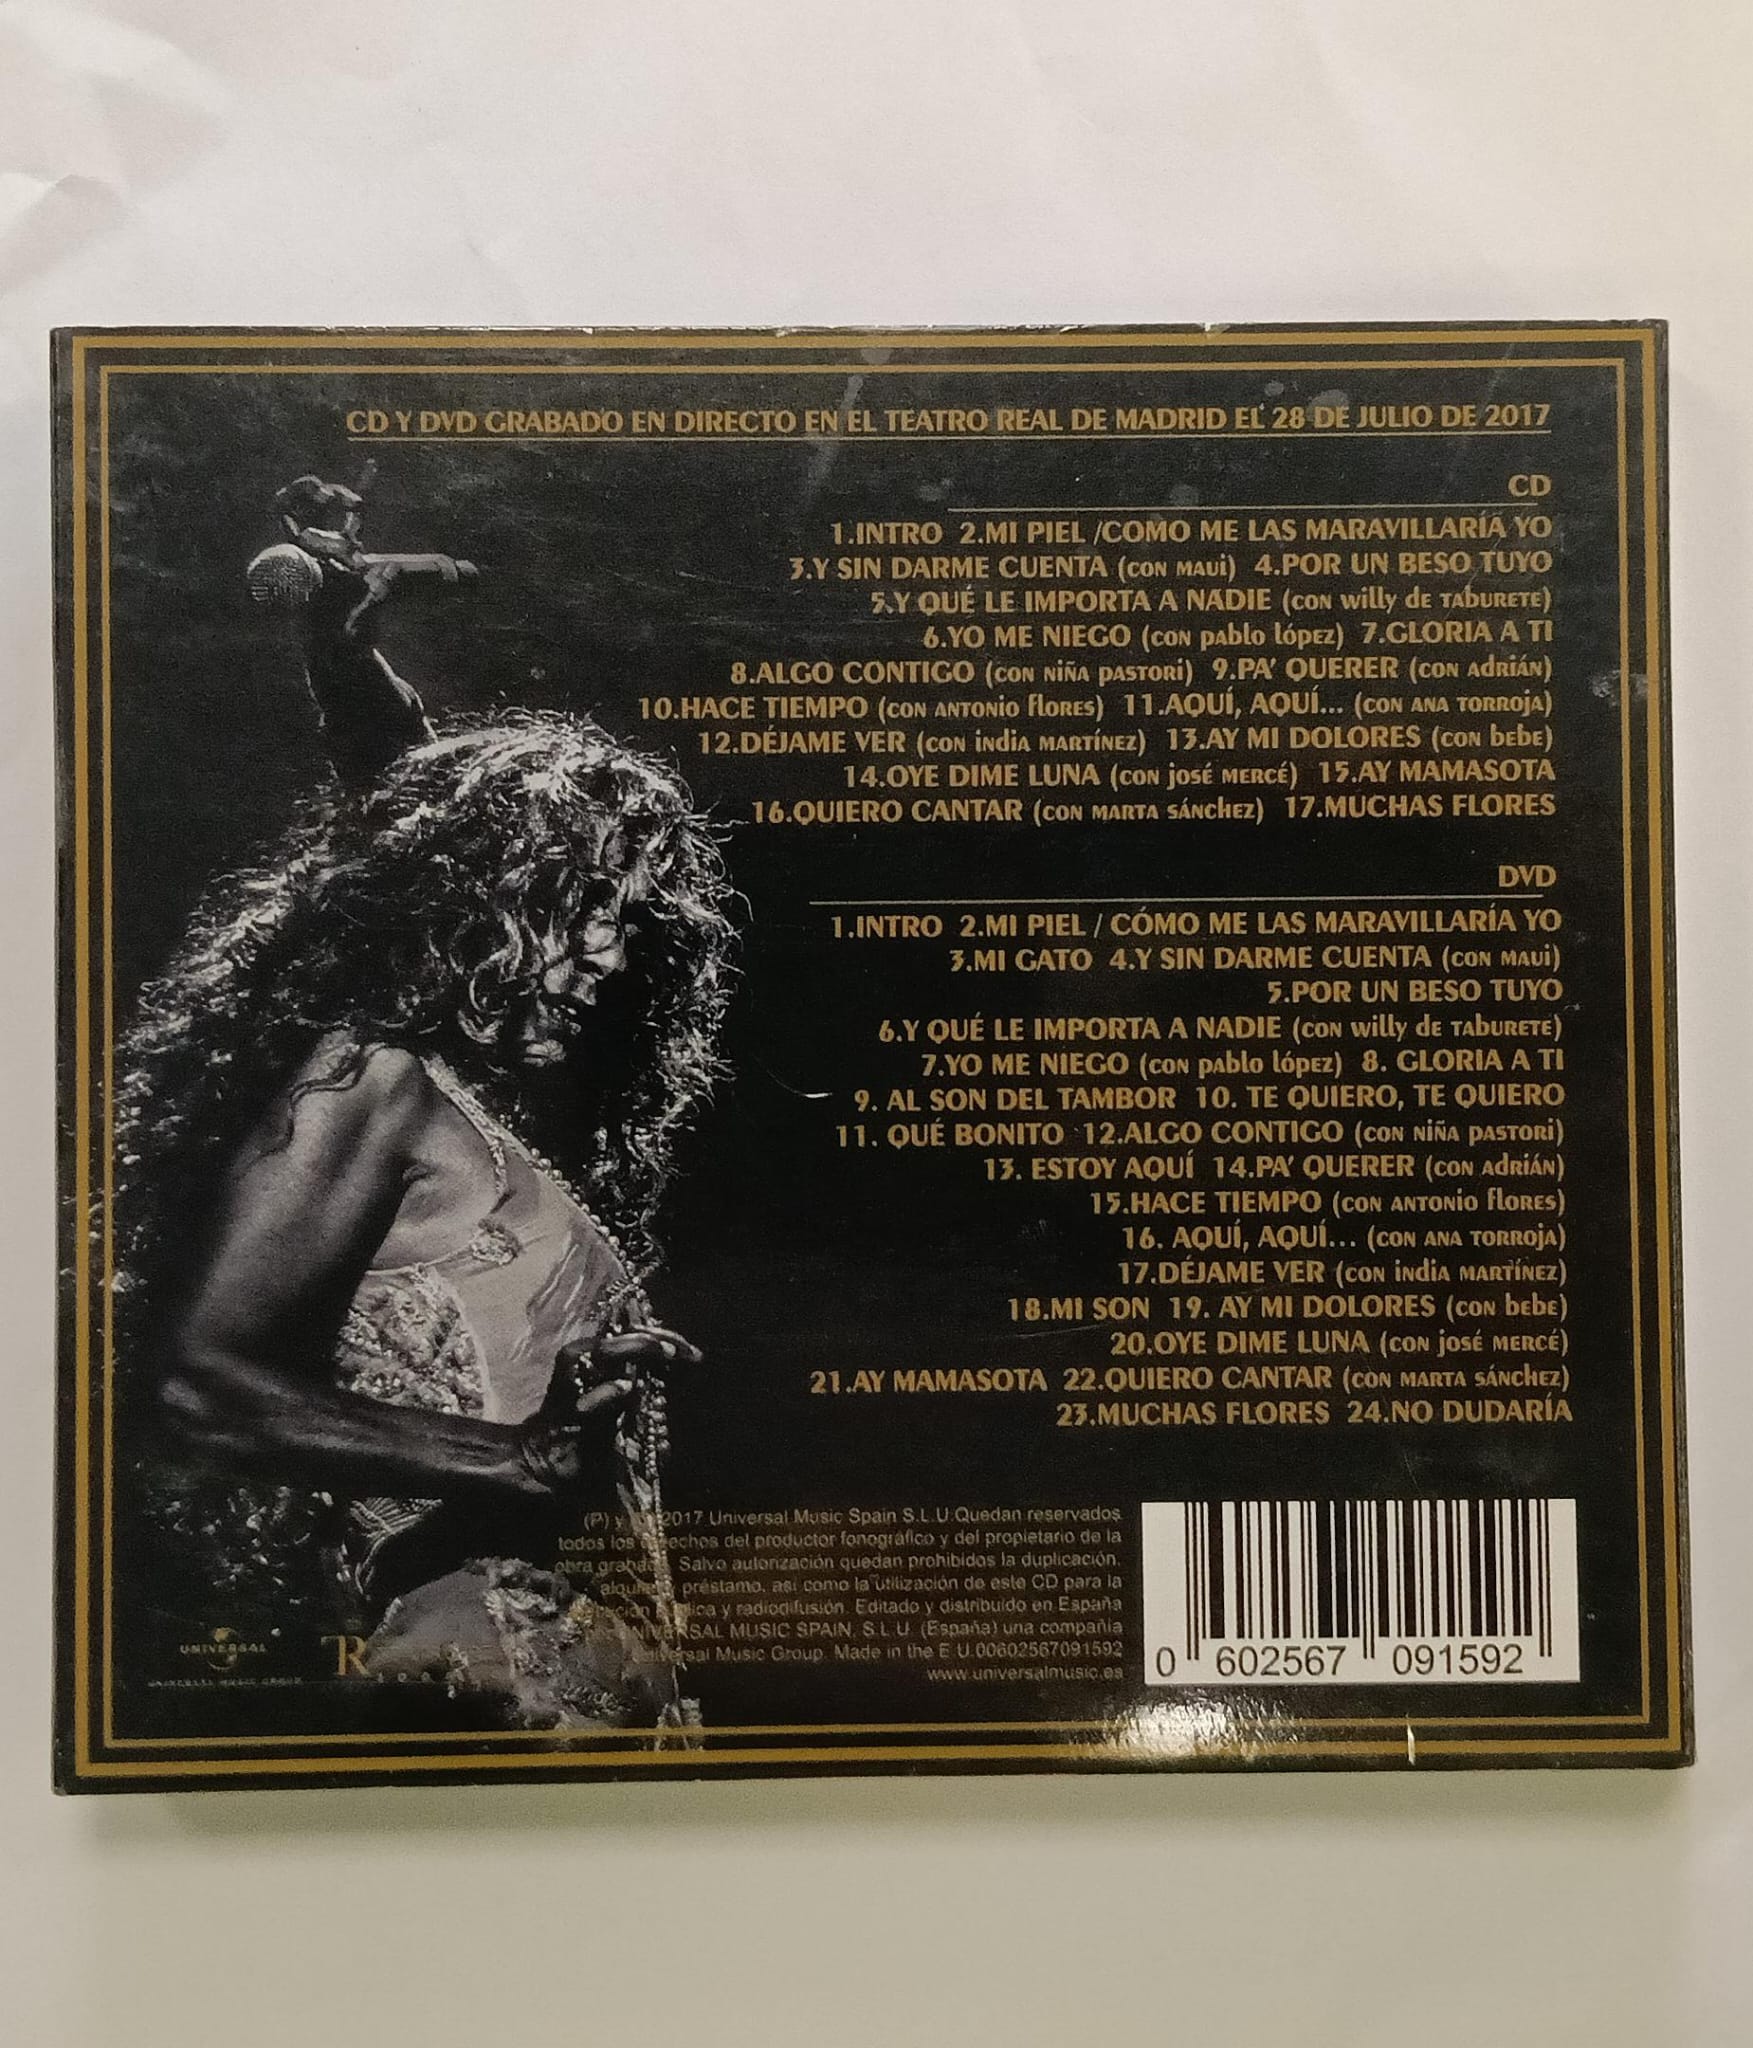 CD Y DVD GRABADO EN DIRECTO EN EL TEATRO REAL DE MADRID EL 28 DE JULIO DE 2017
CD
1.INTRO 2.MI PIEL /COMO ME LAS MARAVILLARÍA YO
3.Y SIN DARME CUENTA (CON MAUI) 4.POR UN BESO TUYO
5.Y QUÉ LE IMPORTA A NADIE (CON willy DE TABURETE)
6.YO ME NIEGO (CON pablo lópez) 7.GLORIA A TI
8.ALGO CONTIGO (CON NIÑA PASTORI) 9.PA' QUERER (CON ADRIÁN)
10.HACE TIEMPO (CON ANTONIO flORES) 11.AQUÍ, AQUÍ... (CON ANA TORROJA)
12.DÉJAME VER (CON INDIA MARTÍNEZ) 13.AY MI DOLORES (CON bEbE)
14.OYE DIME LUNA (CON JOSÉ MERCÉ) 15.AY MAMASOTA
16.QUIERO CANTAR (CON MARTA SÁNCHEZ) 17.MUCHAS FLORES
DVD
1.INTRO 2.MI PIEL / CÓMO ME LAS MARAVILLARÍA YO
3.MI GATO 4.Y SIN DARME CUENTA (CON MAUI)
5.POR UN BESO TUYO
6.Y QUÉ LE IMPORTA A NADIE (CON willy DE TABURETE)
7.YO ME NIEGO (CON pablo lópez) 8. GLORIA A TI
9. AL SON DEL TAMBOR 10. TE QUIERO, TE QUIERO
11. QUÉ BONITO 12.ALGO CONTIGO (CON NIÑA PASTORI)
13. ESTOY AQUÍ 14.PA' QUERER (CON ADRIÁN)
15.HACE TIEMPO (CON ANTONIO flORES)
16. AQUÍ, AQUÍ... (CON ANA TORROJA)
17.DÉJAME VER (CON INDIA MARTÍNEZ)
18.MI SON 19. AY MI DOLORES (CON bEbE)
20.OYE DIME LUNA (CON JOSÉ MERCÉ)
21.AY MAMASOTA 22.QUIERO CANTAR (CON MARTA SÁNCHEZ)
23.MUCHAS FLORES 24.NO DUDARÍA
(P) y 2017 Universal Music Spain S.L.U.Quedan reservados
todos los derechos del productor fonográfico y del propietario de la
obra grabada. Salvo autorización quedan prohibidos la duplicación,
préstamo, así como la utilización de este CD para la
y radiodifusión. Editado y distribuido en España
UNIVERSAL MUSIC SPAIN, S.L.U. (España) una compañía
Universal Music Group. Made in the E.U.00602567091592
www.universalmusic.es
UNIVERSAL
UNIVERSAL MUSIC GROUP
TR
0 602567 091592